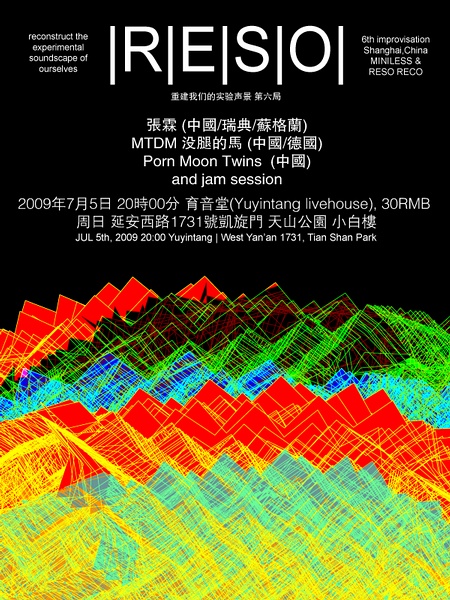 reconstruct the
experimental
soundscape of
ourselves
|R|E|S|O|
6th improvisation
Shanghai,China
MINILESS &
RESO RECO
重建我们的实验声景 第六局
張霖 (中國/瑞典/蘇格蘭)
MTDM 没腿的馬 (中國/德國)
Porn Moon Twins (中國)
and jam session
2009年7月5日 20時00分 育音堂(Yuyintang livehouse), 30RMB
周日 延安西路1731號凱旋門 天山公園 小白樓
JUL 5th, 2009 20:00 Yuyintang | West Yan'an 1731, Tian Shan Park